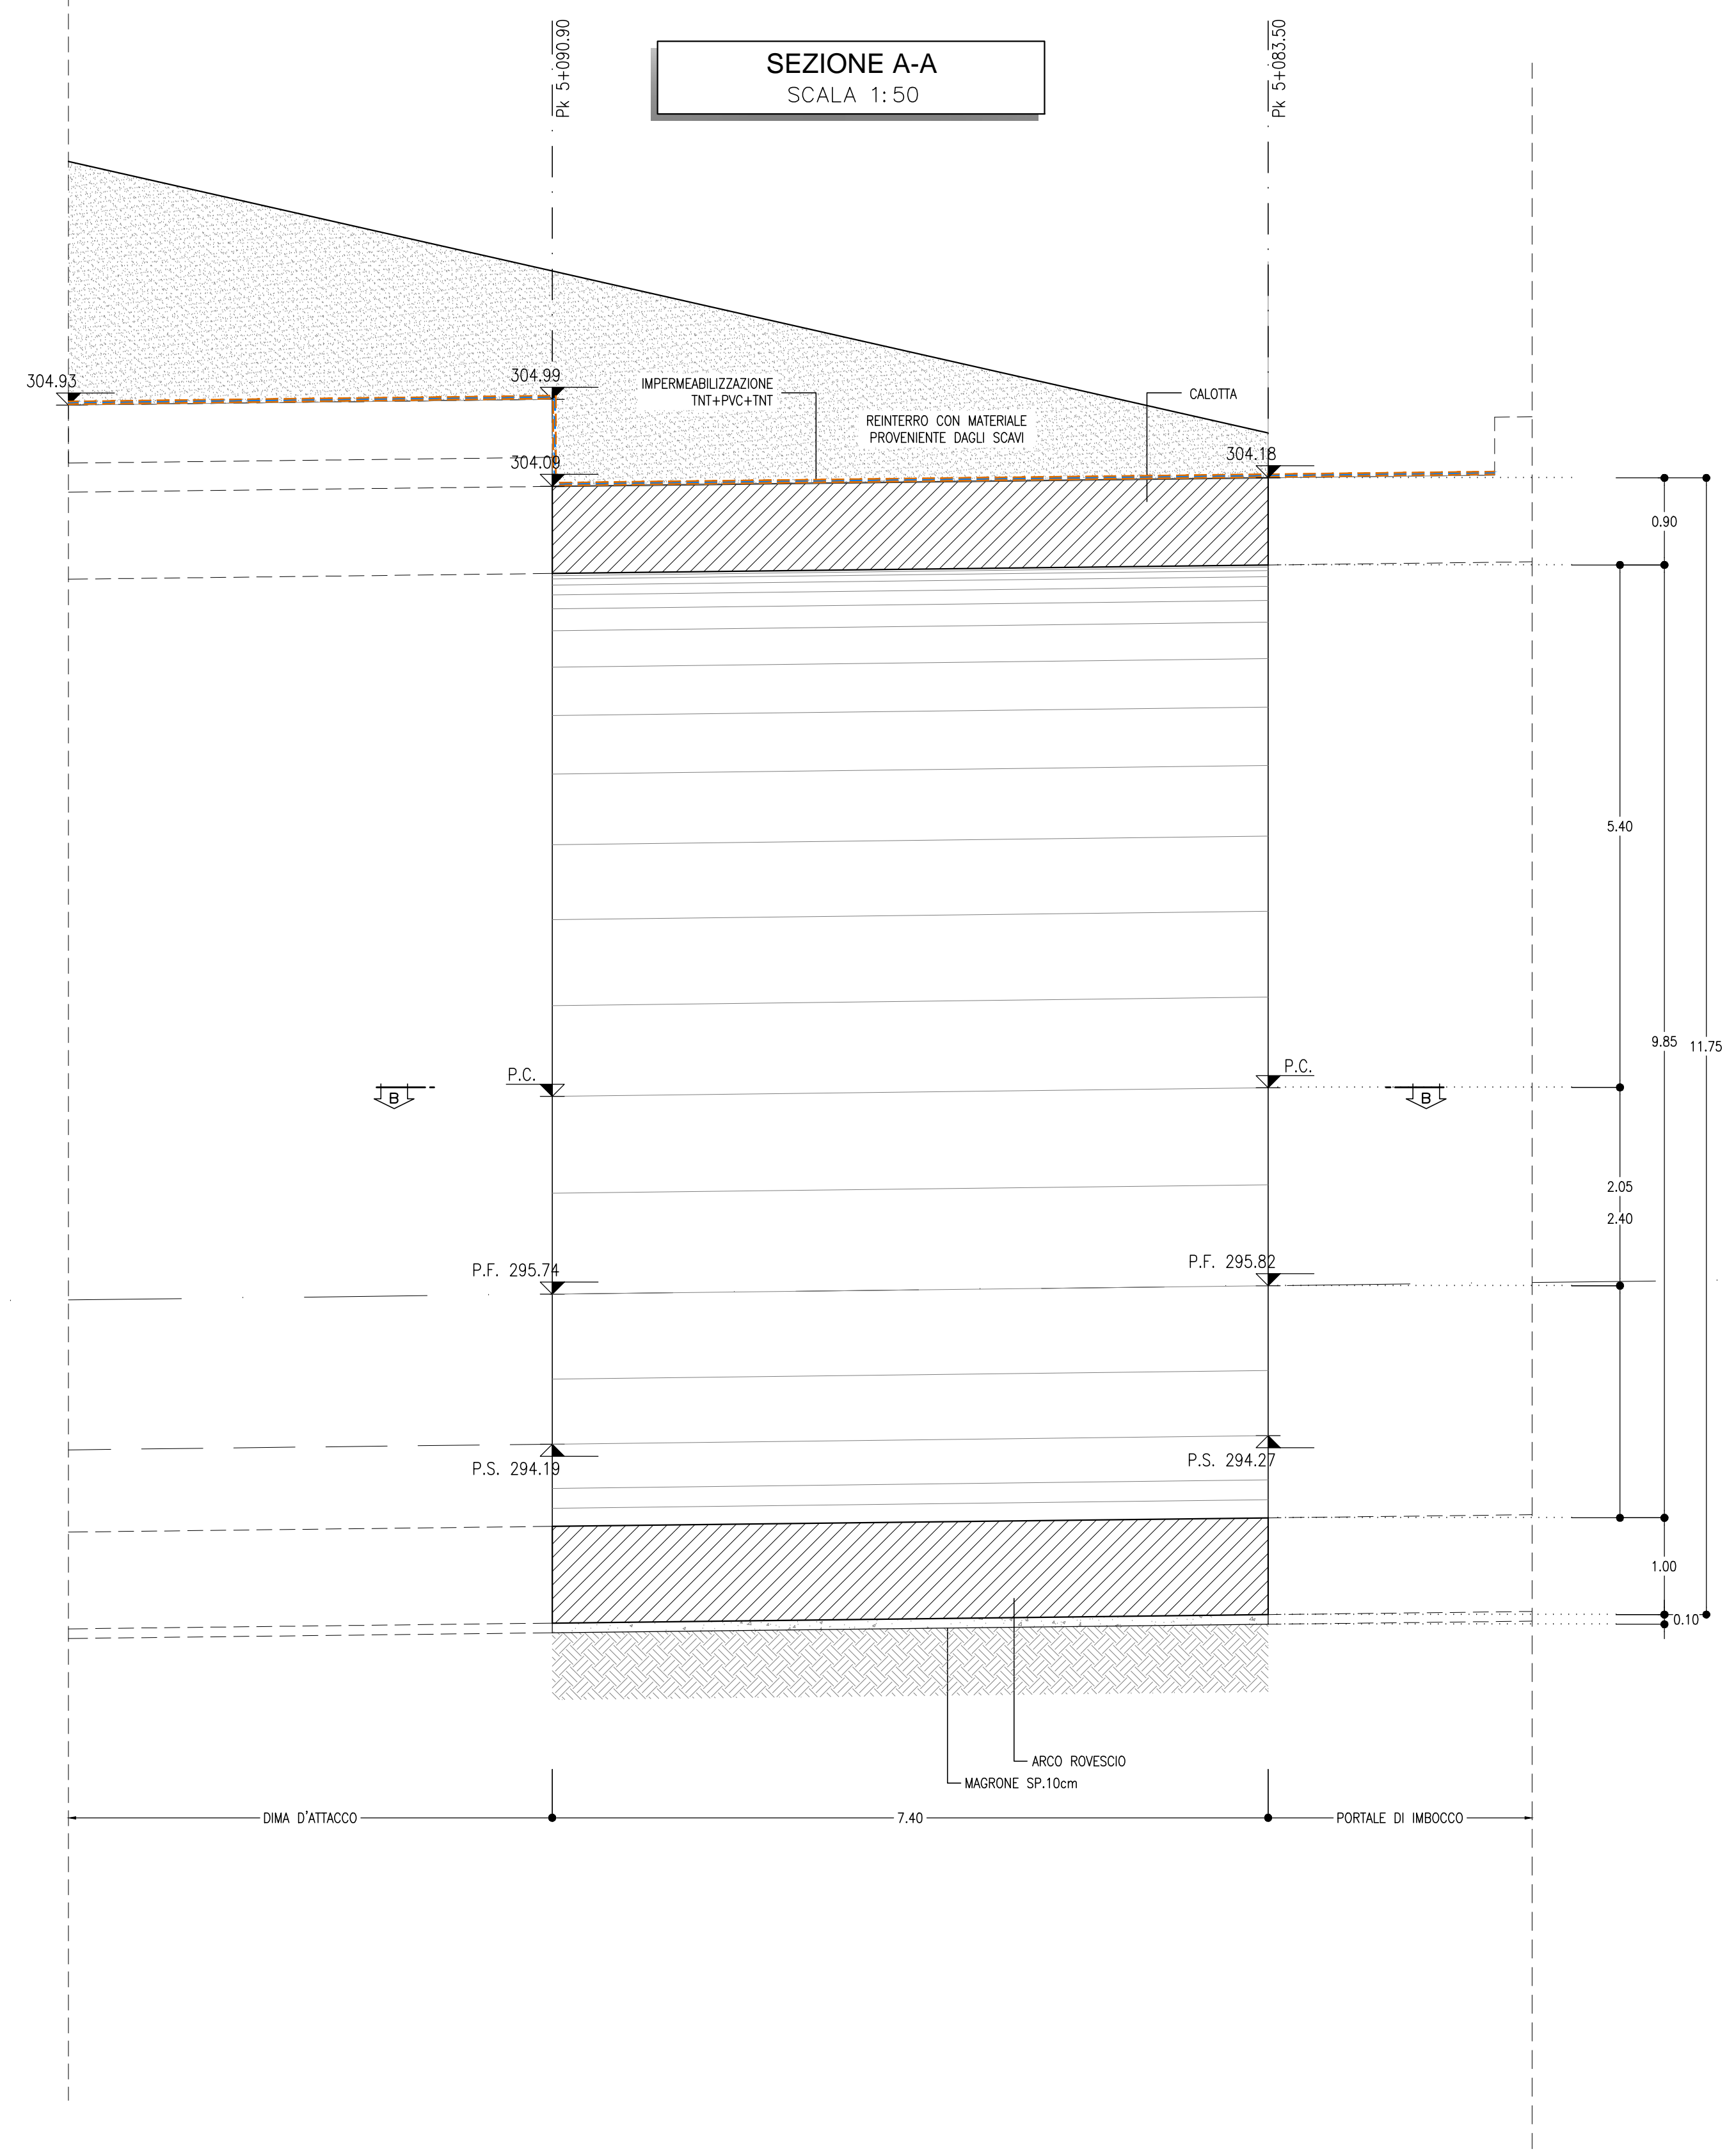 Pk 5+090.90
SEZIONE A-A
SCALA 1:50
Pk 5+083.50
304.93
304.99
IMPERMEABILIZZAZIONE
TNT+PVC+TNT
CALOTTA
REINTERRO CON MATERIALE
PROVENIENTE DAGLI SCAVI
304.09
304.18
0.90
5.40
9.85
11.75
P.C.
P.C.
B
B
2.05
2.40
P.F. 295.74
P.F. 295.82
P.S. 294.19
P.S. 294.27
1.00
0.10
ARCO ROVESCIO
MAGRONE SP.10cm
DIMA D'ATTACCO
7.40
PORTALE DI IMBOCCO